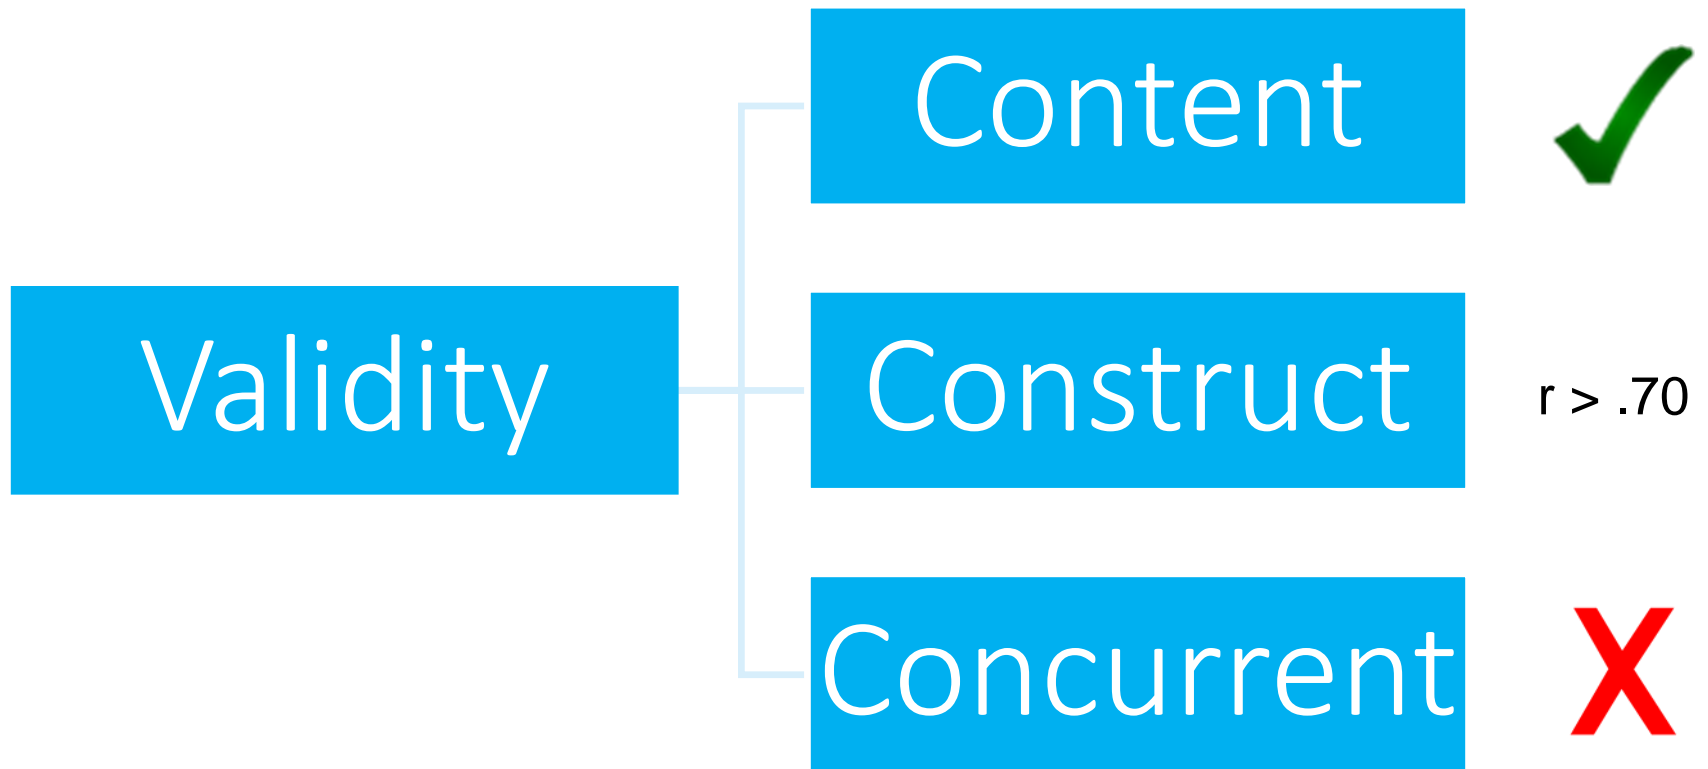 Content
Validity
Construct
r > .70
Concurrent
X